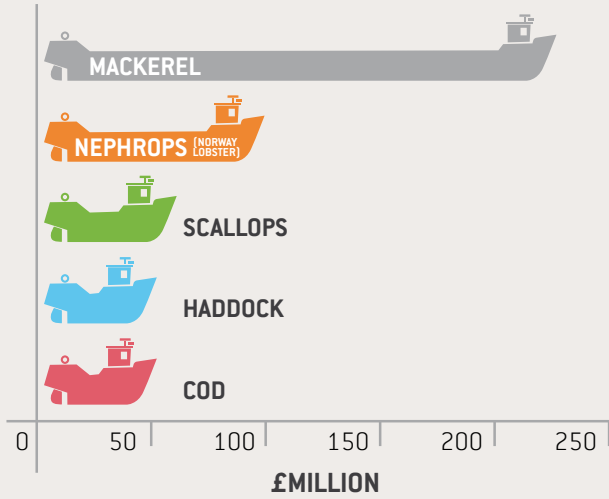 MACKEREL
NEPHROPS (NORWAY
LOBSTER)
SCALLOPS
HADDOCK
COD
0 50 100 150 200 250
£MILLION